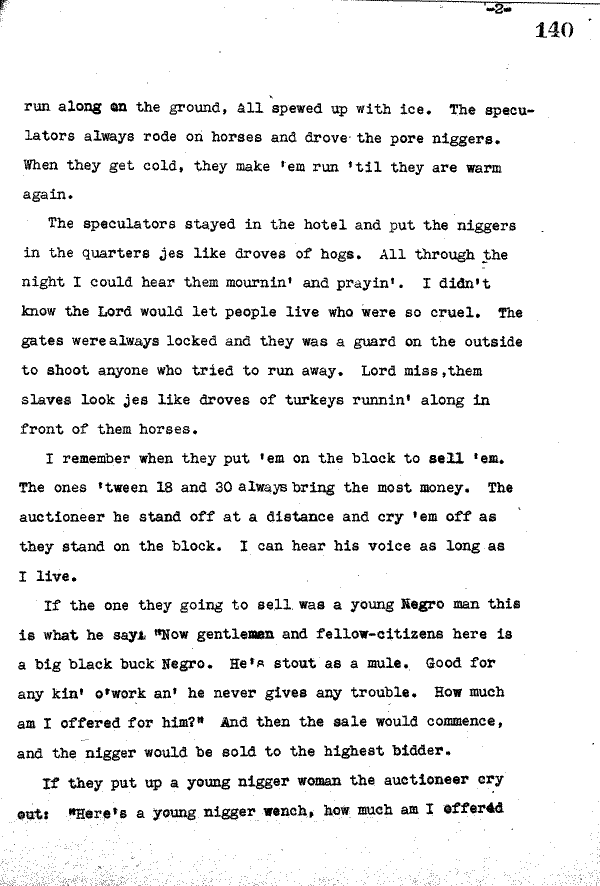 -2-
140
run along on the ground, all spewed up with ice. The specu-
lators always rode on horses and drove the pore niggers.
When they get cold, they make 'em run 'til they are warm
again.
The speculators stayed in the hotel and put the niggers
in the quarters jes like droves of hogs. All through the
night I could hear them mournin' and prayin'. I didn't
know the Lord would let people live who were so cruel. The
gates were always locked and they was a guard on the outside
to shoot anyone who tried to run away. Lord miss, them
slaves look jes like droves of turkeys runnin' along in
front of them horses.
I remember when they put 'em on the block to sell 'em.
The ones 'tween 18 and 30 always bring the most money. The
auctioneer he stand off at a distance and cry 'em off as
they stand on the block. I can hear his voice as long as
I live.
If the one they going to sell was a young Negro man this
is what he say: "Now gentlemen and fellow-citizens here is
a big black buck Negro. He's stout as a mule. Good for
any kin' o'work an' he never gives any trouble. How much
am I offered for him?" And then the sale would commence,
and the nigger would be sold to the highest bidder.
If they put up a young nigger woman the auctioneer cry
out: "Here's a young nigger wench, how much am I offered